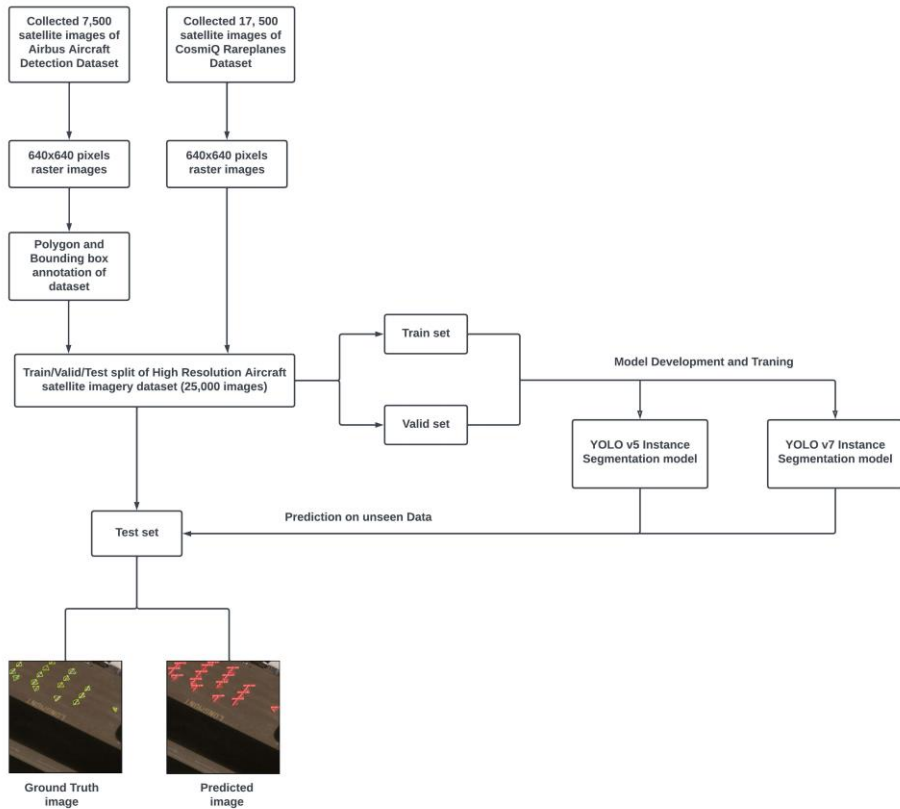 Collected 7,500
satellite images of
Airbus Aircraft
Detection Dataset
Collected 17, 500
satellite images of
CosmiQ Rareplanes
Dataset
640x640 pixels
raster images
640x640 pixels
raster images
Polygon and
Bounding box
annotation of
dataset
Train/Valid/Test split of High Resolution Aircraft
satellite imagery dataset (25,000 images)
Train set
Valid set
Model Development and Traning
YOLO v5 Instance
Segmentation model
YOLO v7 Instance
Segmentation model
Prediction on unseen Data
Test set
Ground Truth
image
Predicted
image